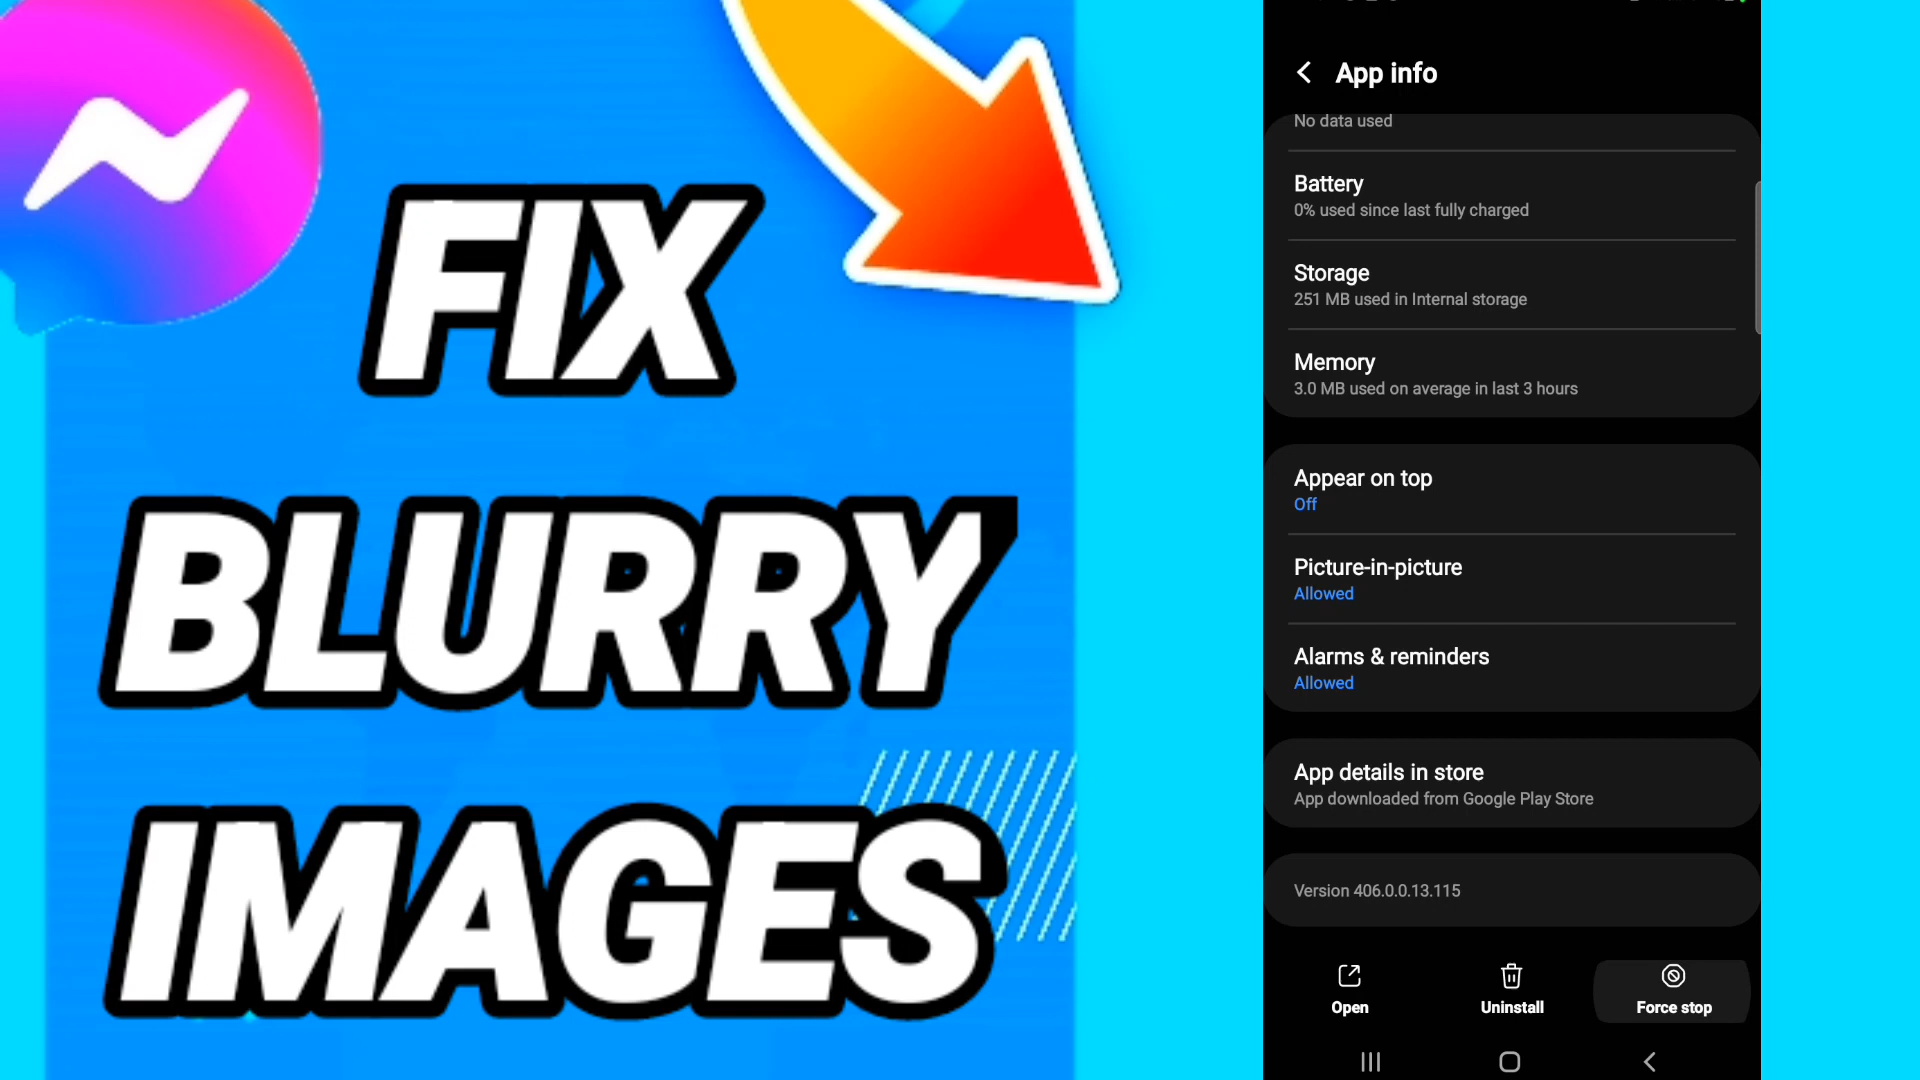 FIX
BLURRY
IMAGES
App info
No data used
Battery
0% used since last fully charged
Storage
251 MB used in Internal storage
Memory
3.0 MB used on average in last 3 hours
Appear on top
Off
Picture-in-picture
Allowed
Alarms & reminders
Allowed
App details in store
App downloaded from Google Play Store
Version 406.0.0.13.115
Open
Uninstall
Force stop